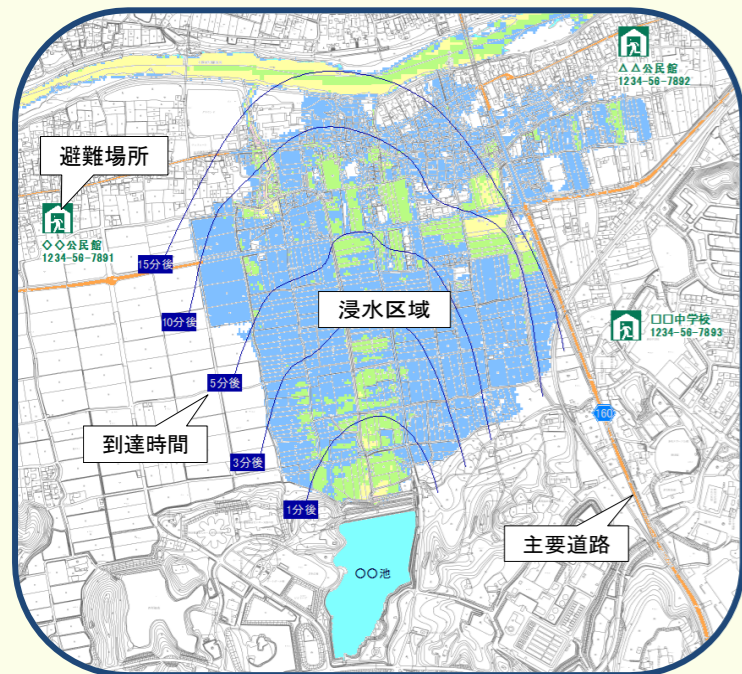 △△公民館
1234-56-7892
避難場所
◇◇公民館
1234-56-7891
15分後
10分後
浸水区域
□□中学校
1234-56-7893
5分後
160
到達時間
3分後
1分後
主要道路
〇〇池